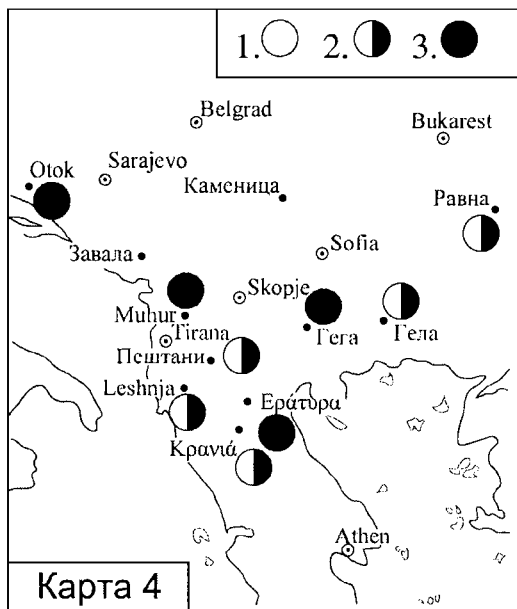 1. 2. 3.
Belgrad
Bukarest
Otok
Sarajevo
Каменица
Равна
Завала
Sofia
Skopje
Muhur
Tirana
Гега
Гела
Пештани
Leshnja
Εράτυρα
Κρανιά
Athen
Карта 4